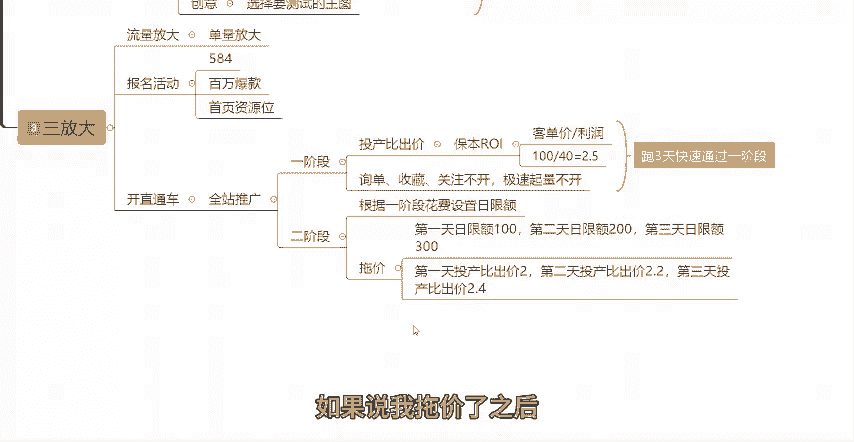 创意 选择要测试的主图
流量放大 单量放大
584
报名活动 百万爆款
首页资源位
三放大
开直通车 全站推广
一阶段
投产比出价 保本ROI
客单价/利润
100/40=2.5
跑3天快速通过一阶段
询单、收藏、关注不开，极速起量不开
二阶段
根据一阶段花费设置日限额
拖价
第一天日限额100，第二天日限额200，第三天日限额
300
第一天投产比出价2，第二天投产比出价2.2，第三天投
产比出价2.4
如果说我拖价了之后